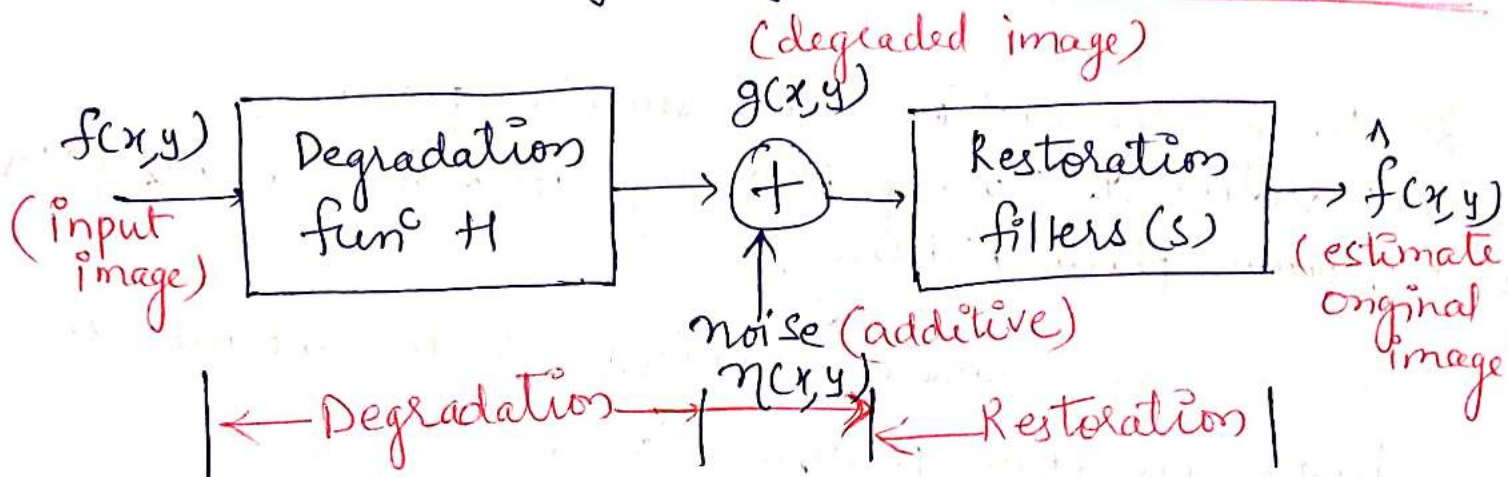 (degraded image)
g(x,y)
f(x,y)
(input image)
Degradation
func H
+
Restoration
filters (s)
^
f(x,y)
(estimate
original
image
noise (additive)
η(x,y)
Degradation
Restoration